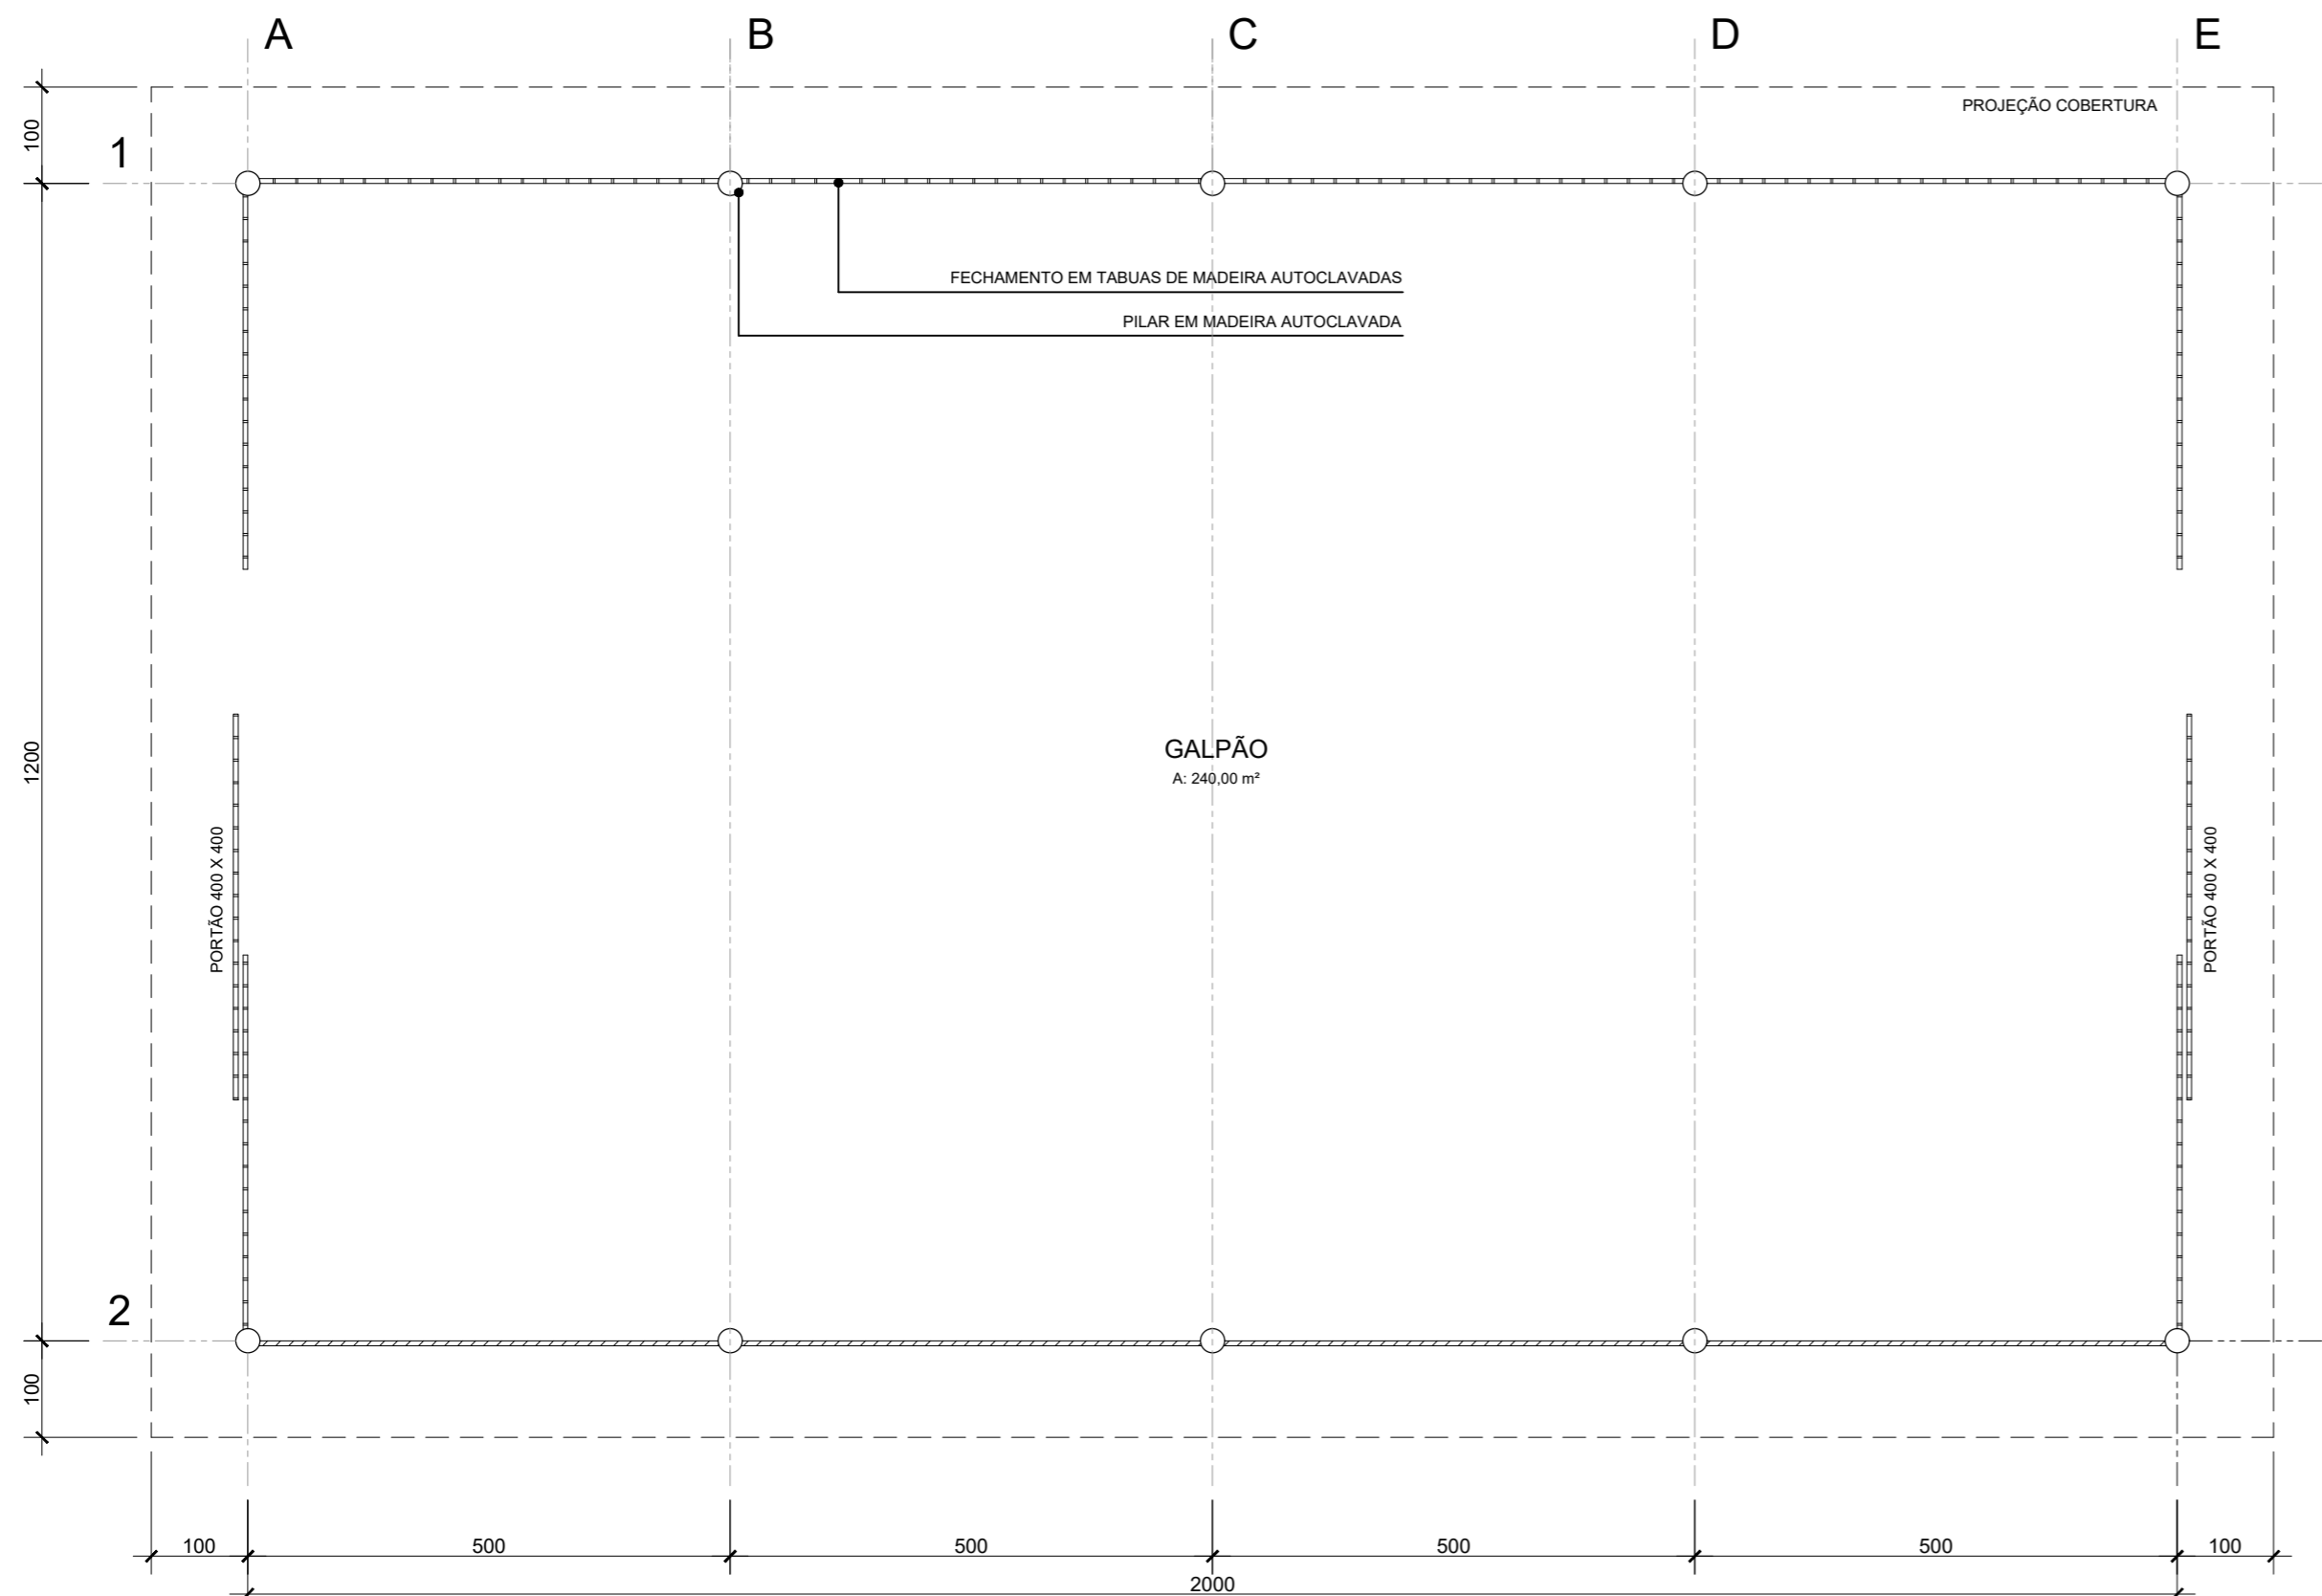 A
B
C
D
E
PROJEÇÃO COBERTURA
100
1
FECHAMENTO EM TABUAS DE MADEIRA AUTOCLAVADAS
PILAR EM MADEIRA AUTOCLAVADA
1200
GALPÃO
A: 240,00 m²
PORTÃO 400 X 400
PORTÃO 400 X 400
2
100
100
500
500
500
500
100
2000